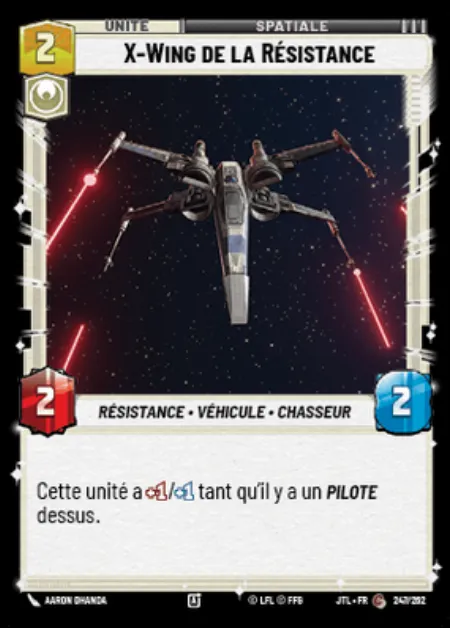 UNITÉ SPATIALE
2
X-Wing de la Résistance
2
RÉSISTANCE • VÉHICULE • CHASSEUR
2
Cette unité a +1/+1 tant qu'il y a un PILOTE
dessus.
AARON DHANDA © LFL © FFG JTL • FR C 247/262